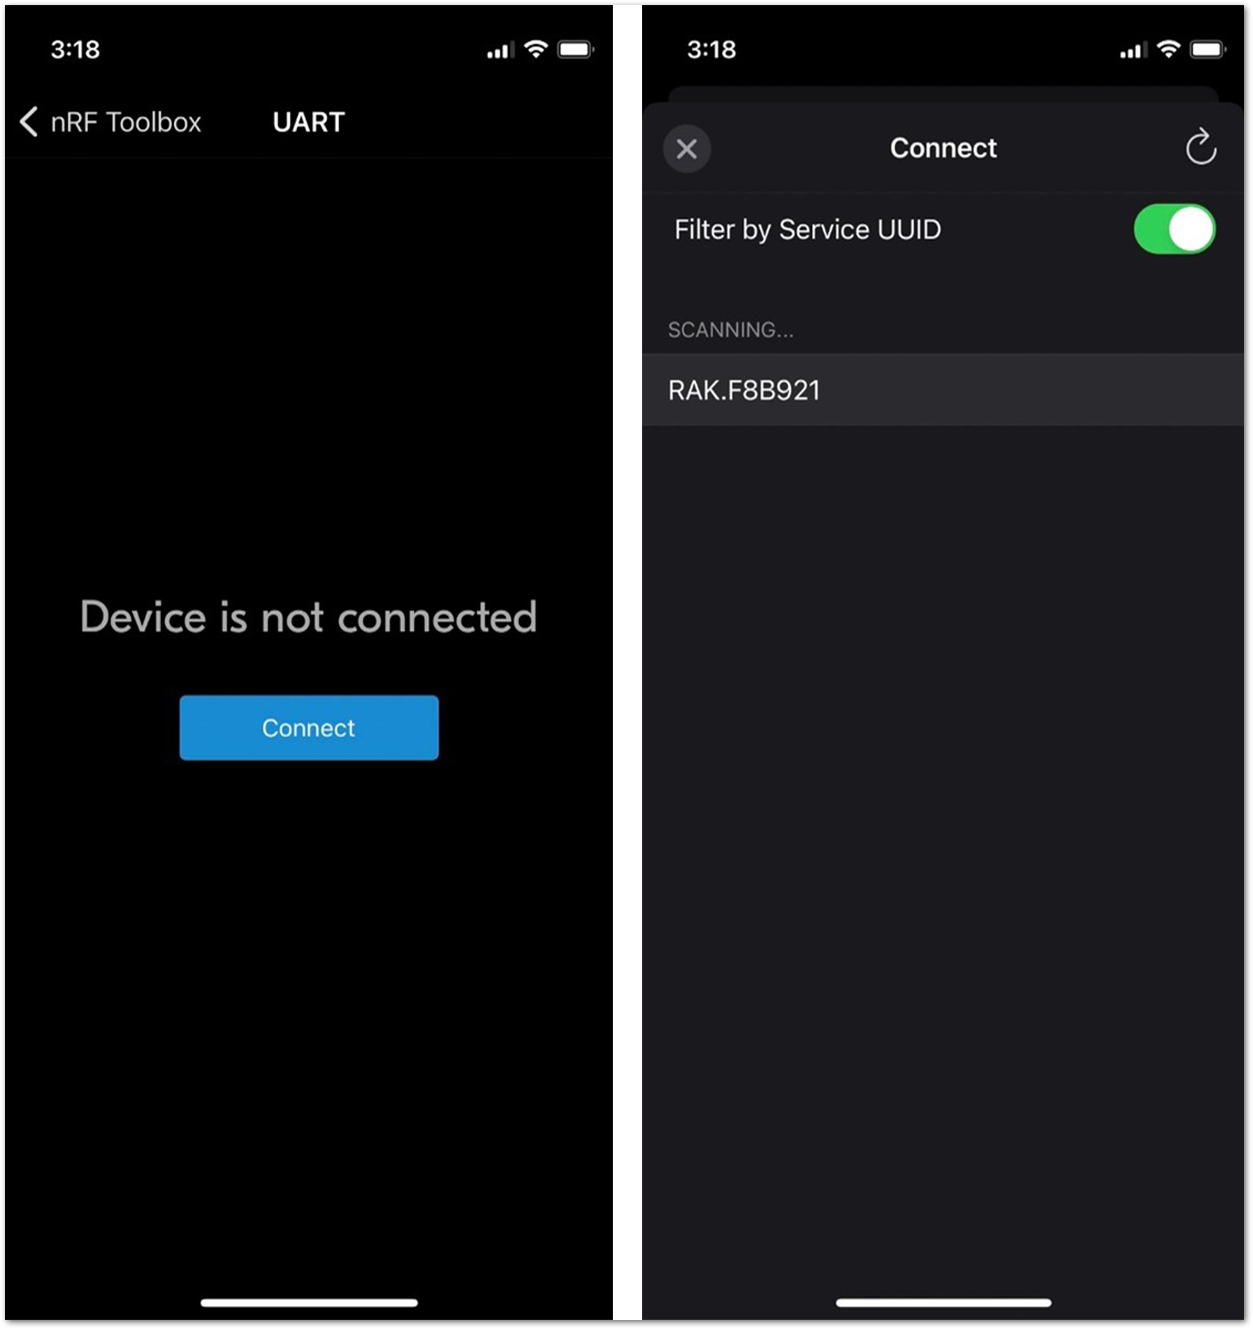 3:18
nRF Toolbox UART
Device is not connected
Connect
3:18
Connect
Filter by Service UUID
SCANNING...
RAK.F8B921